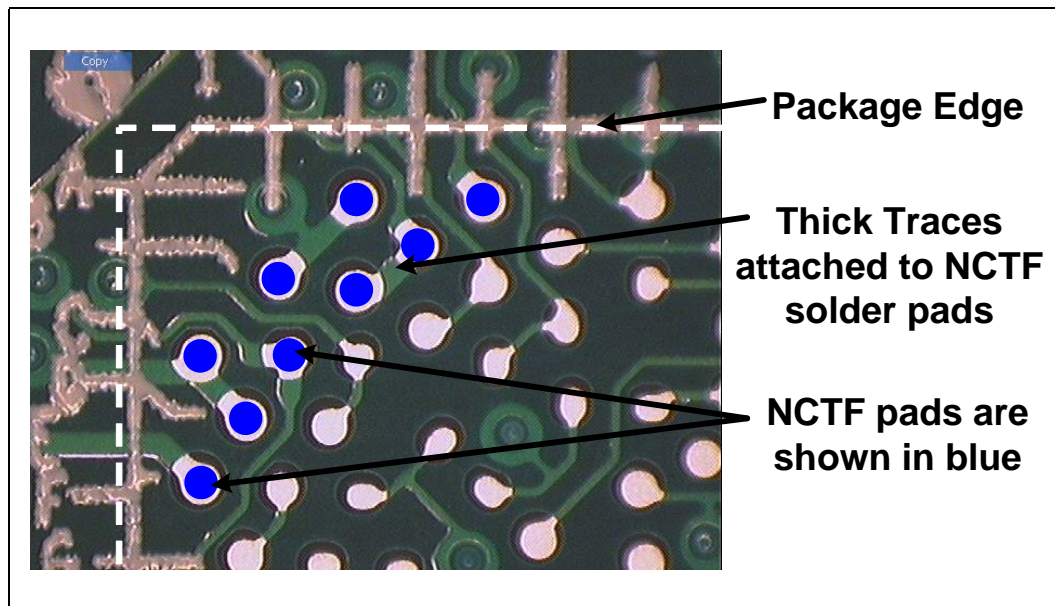 Copy
Package Edge
Thick Traces
attached to NCTF
solder pads
NCTF pads are
shown in blue